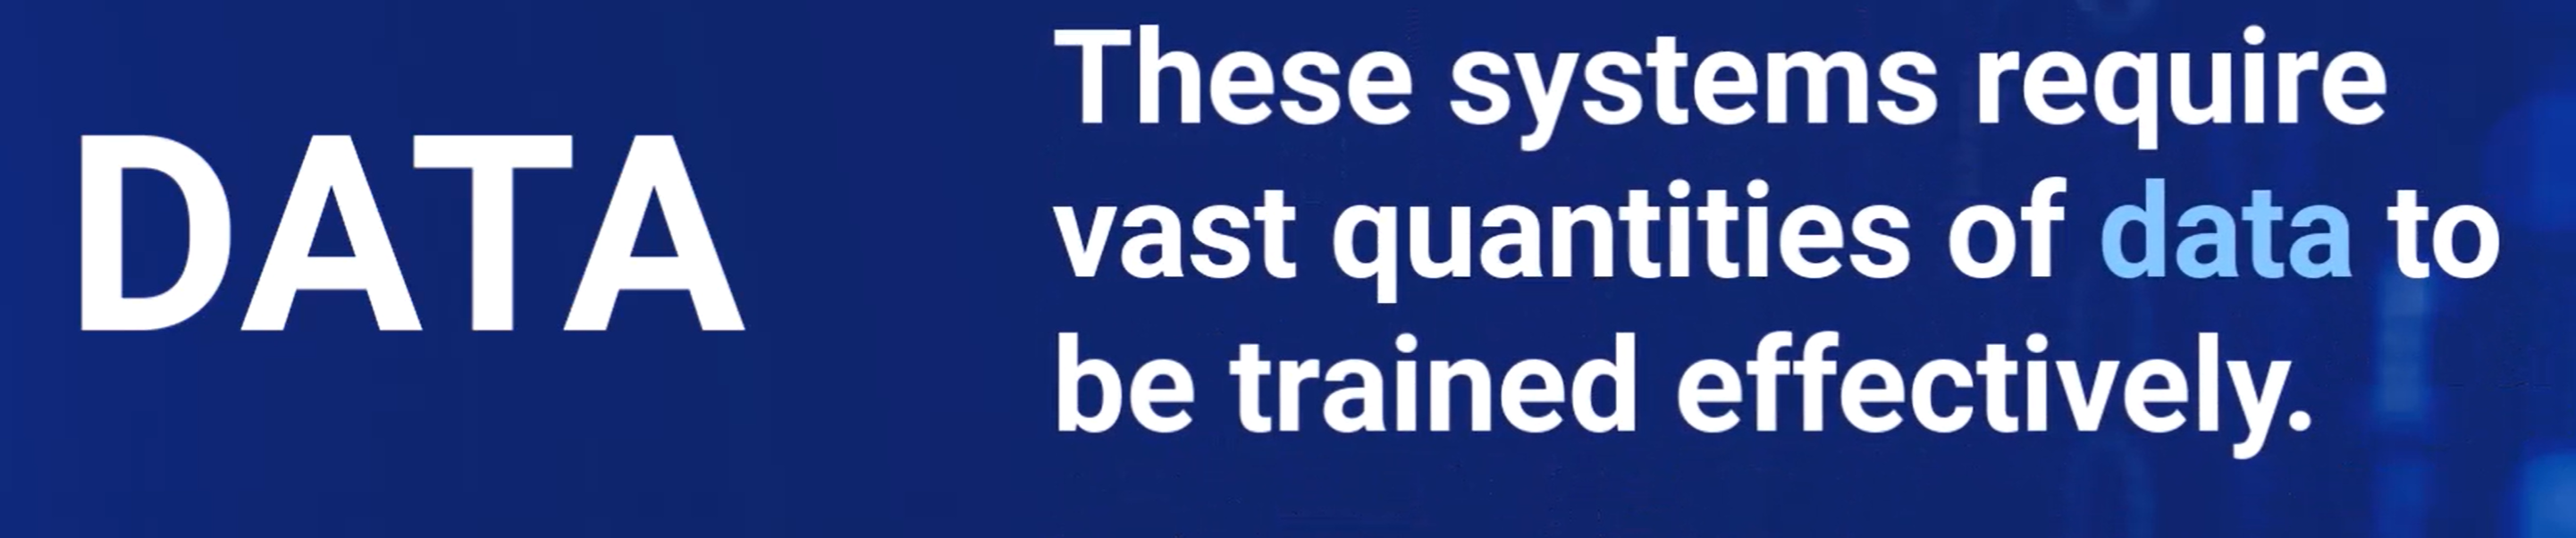 DATA
These systems require
vast quantities of data to
be trained effectively.